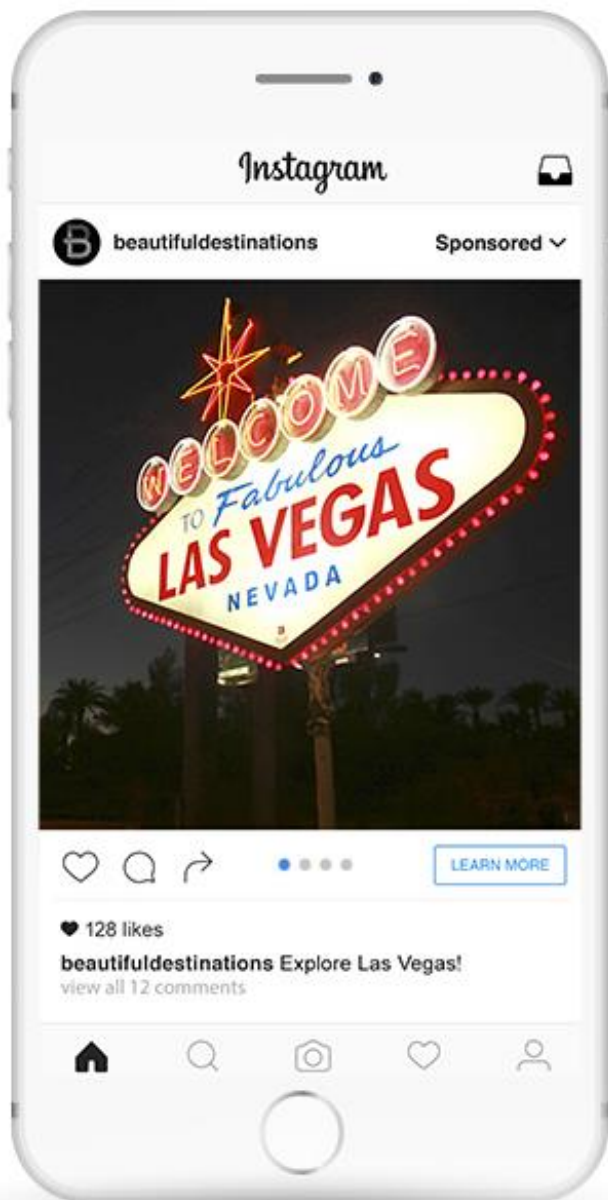 Instagram
beautifuldestinations
Sponsored
WELCOME
TO Fabulous
LAS VEGAS
NEVADA
LEARN MORE
128 likes
beautifuldestinations Explore Las Vegas!
view all 12 comments